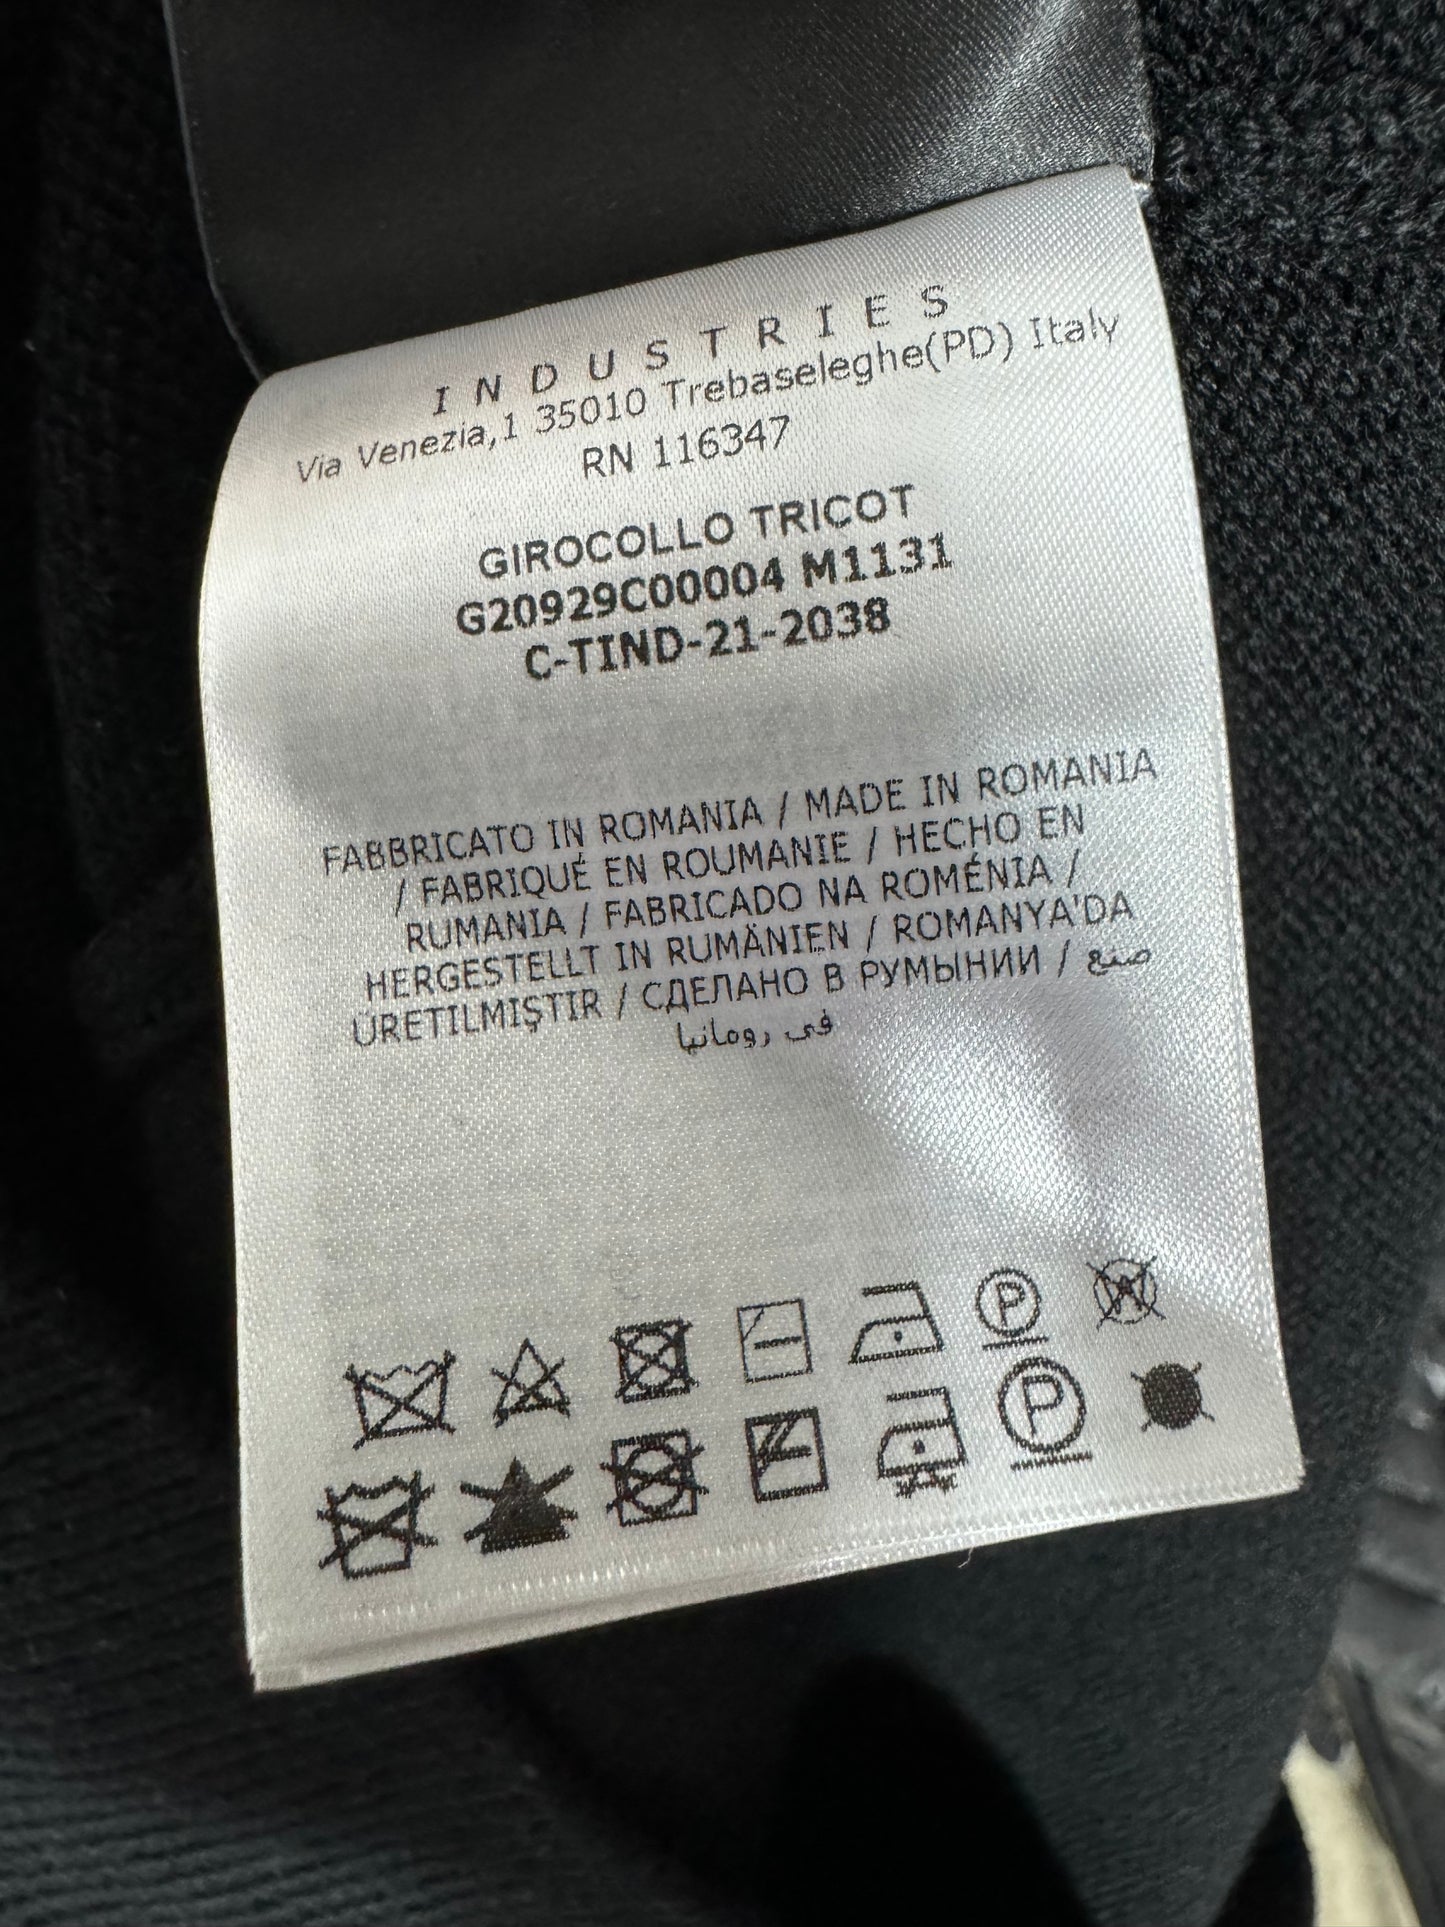 INDUSTRIES
Via Venezia,1 35010 Trebaseleghe(PD) Italy
RN 116347
GIROCOLLO TRICOT
G20929C00004 M1131
C-TIND-21-2038
FABBRICATO IN ROMANIA / MADE IN ROMANIA
/ FABRIQUÉ EN ROUMANIE / HECHO EN
RUMANIA / FABRICADO NA ROMÉNIA /
HERGESTELLT IN RUMÄNIEN / ROMANYA'DA
ÜRETILMIŞTIR / СДЕЛАНО В РУМЫНИИ / صنع
في رومانيا
P W
P